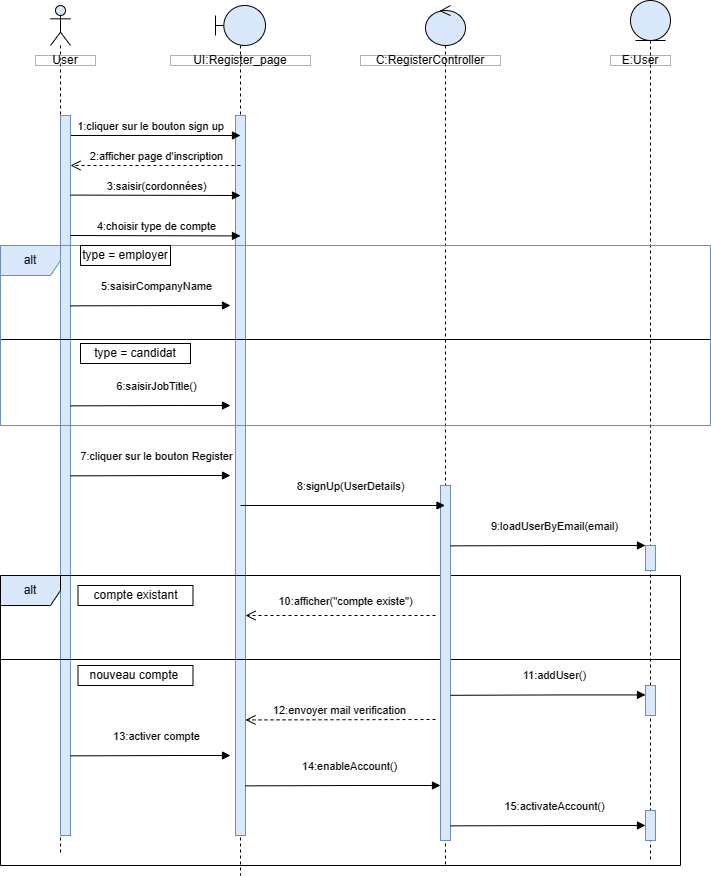 User
UI:Register_page
C:RegisterController
E:User
1:cliquer sur le bouton sign up
2:afficher page d'inscription
3:saisir(cordonnées)
4:choisir type de compte
alt
type = employer
5:saisirCompanyName
type = candidat
6:saisirJobTitle()
7:cliquer sur le bouton Register
8:signUp(UserDetails)
9:loadUserByEmail(email)
alt
compte existant
10:afficher("compte existe")
nouveau compte
11:addUser()
12:envoyer mail verification
13:activer compte
14:enableAccount()
15:activateAccount()